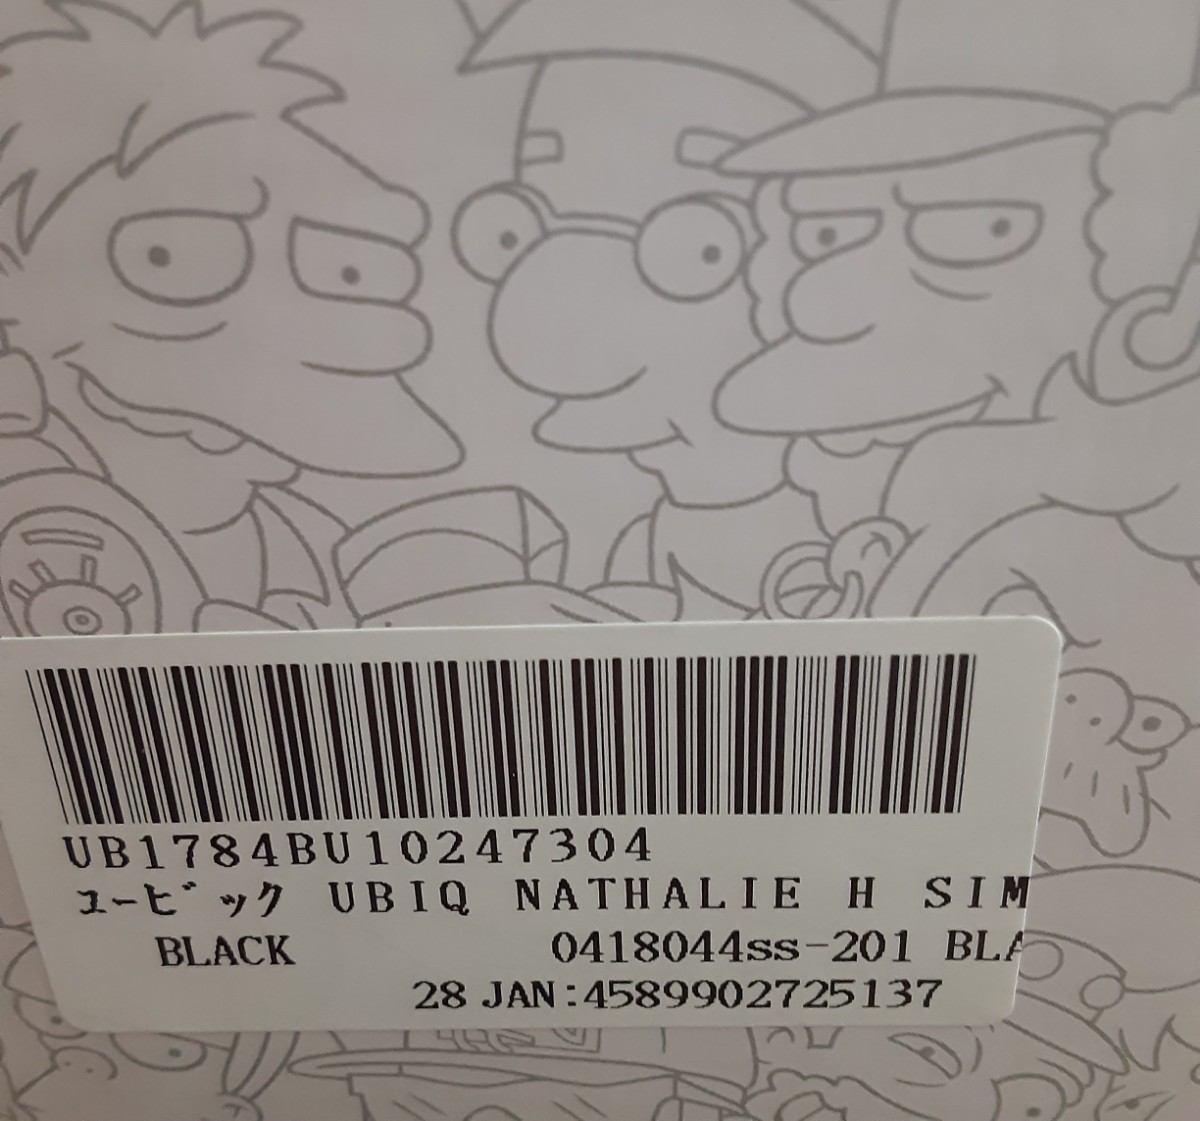 UB1784BU10247304
ユービック UBIQ NATHALIE H SIM
BLACK 0418044ss-201 BLA
28 JAN:4589902725137